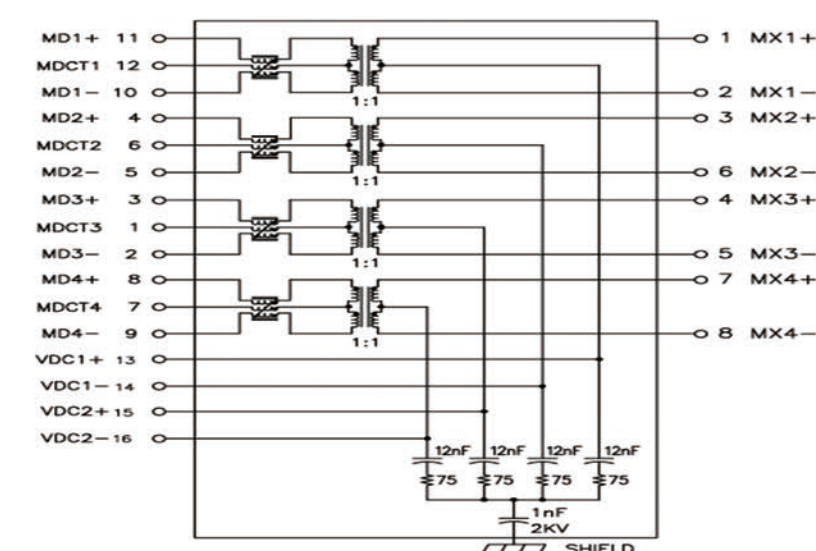 MD1+ 11 1 MX1+
MDCT1 12
MD1- 10 2 MX1-
1:1
MD2+ 4 3 MX2+
MDCT2 6
MD2- 5 6 MX2-
1:1
MD3+ 3 4 MX3+
MDCT3 1
MD3- 2 5 MX3-
1:1
MD4+ 8 7 MX4+
MDCT4 7
MD4- 9 8 MX4-
1:1
VDC1+ 13
VDC1- 14
VDC2+ 15
VDC2- 16
12nF 12nF 12nF 12nF
75 75 75 75
1nF
2KV
SHIELD